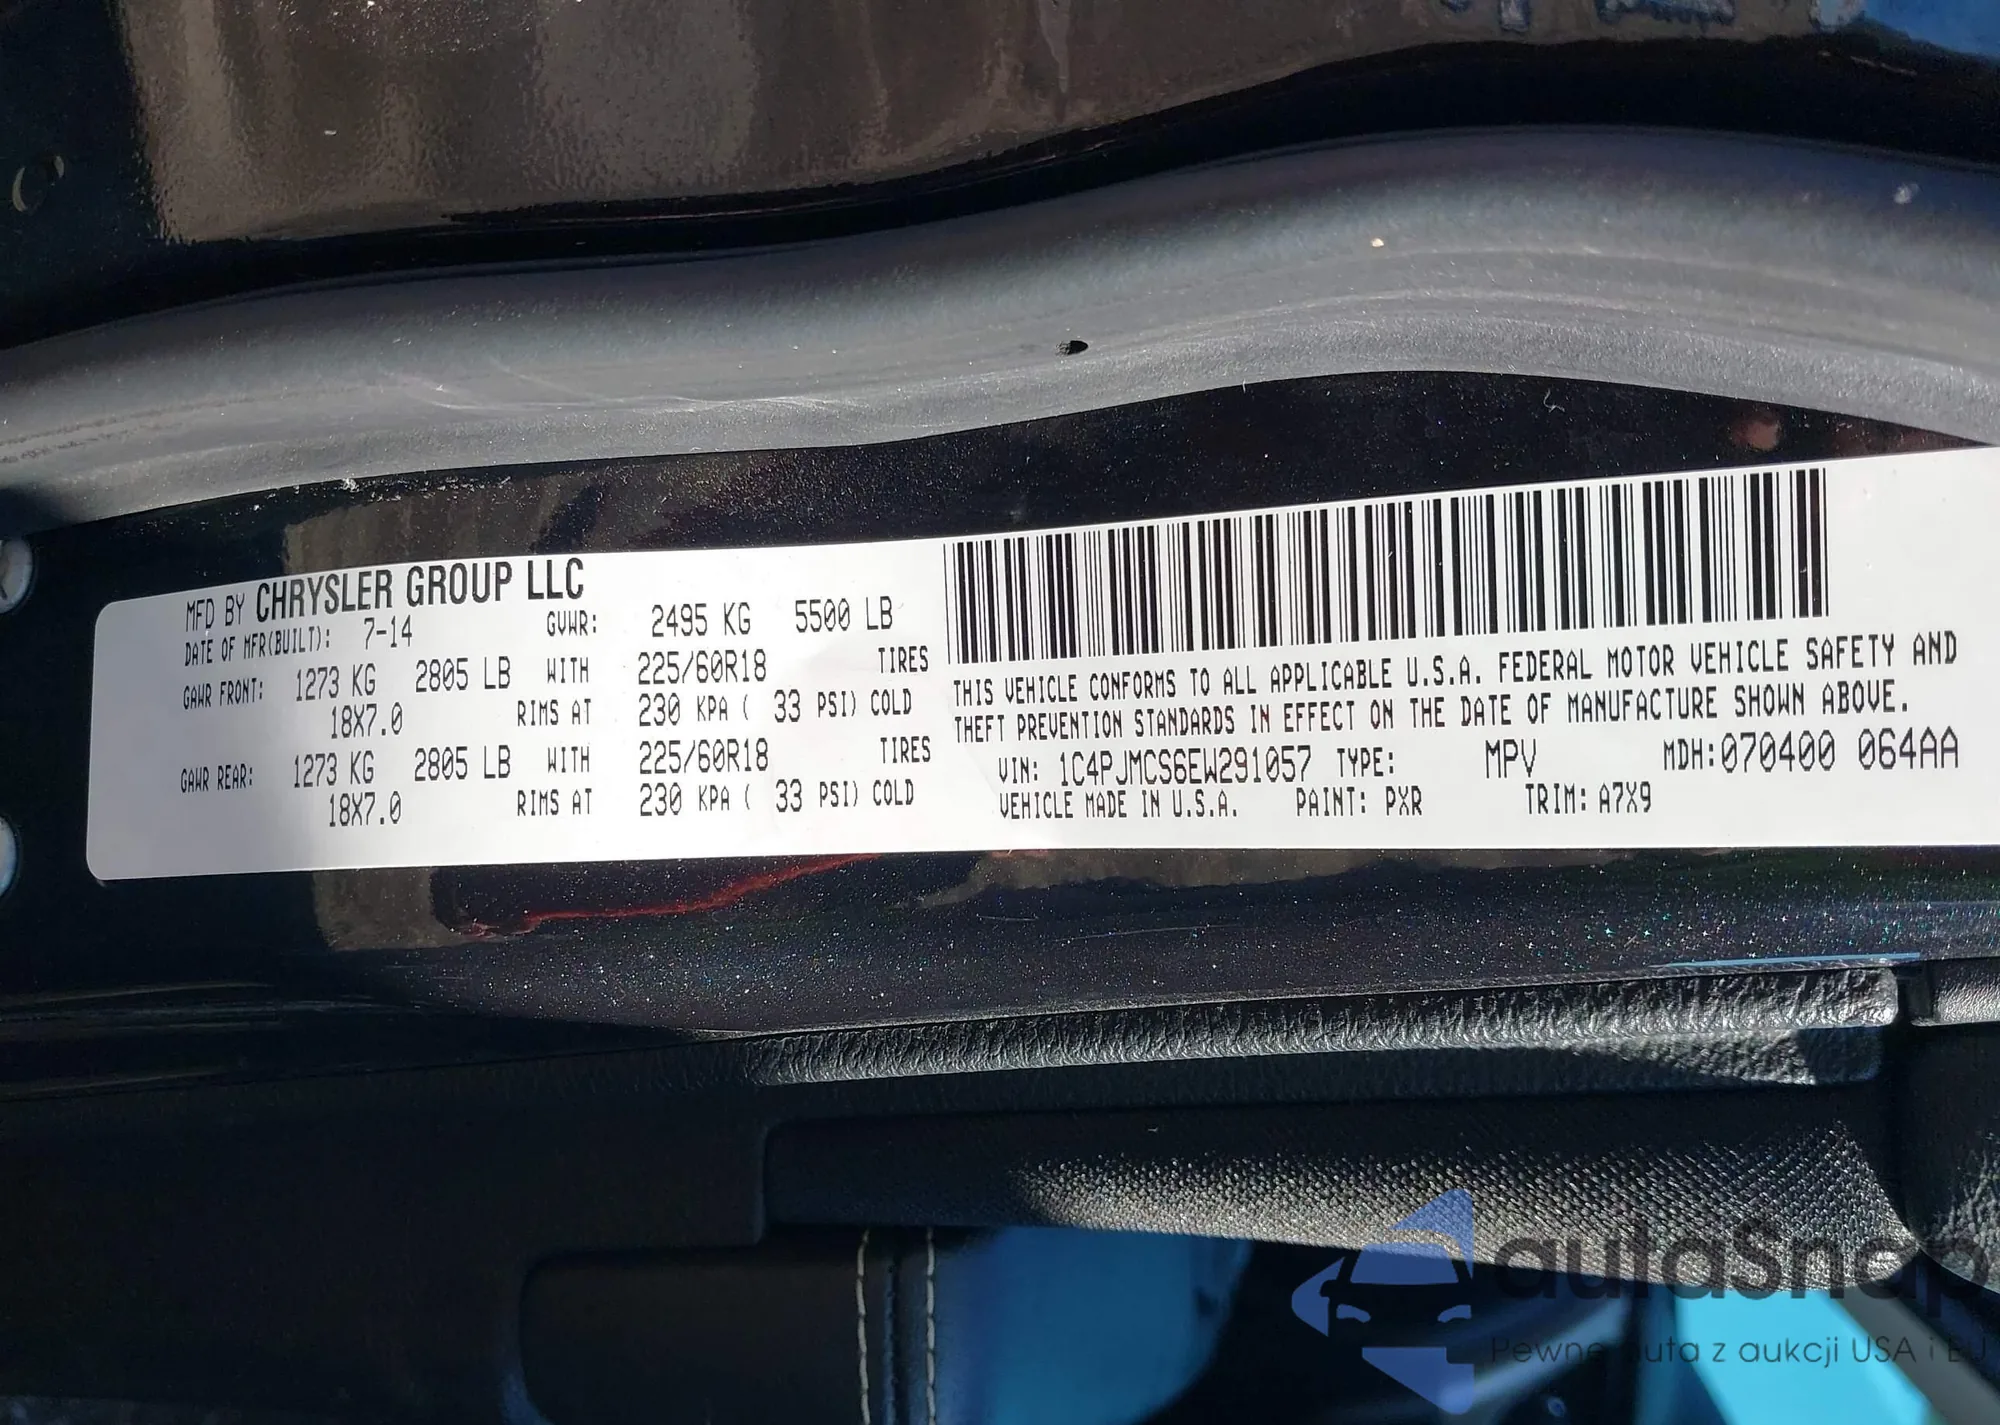 MFD BY CHRYSLER GROUP LLC
DATE OF MFR(BUILT): 7-14 GVWR: 2495 KG 5500 LB
GAWR FRONT: 1273 KG 2805 LB WITH 225/60R18 TIRES
18X7.0 RIMS AT 230 KPA ( 33 PSI) COLD
GAWR REAR: 1273 KG 2805 LB WITH 225/60R18 TIRES
18X7.0 RIMS AT 230 KPA ( 33 PSI) COLD
THIS VEHICLE CONFORMS TO ALL APPLICABLE U.S.A. FEDERAL MOTOR VEHICLE SAFETY AND
THEFT PREVENTION STANDARDS IN EFFECT ON THE DATE OF MANUFACTURE SHOWN ABOVE.
VIN: 1C4PJMCS6EW291057 TYPE: MPV MDH:070400 064AA
VEHICLE MADE IN U.S.A. PAINT: PXR TRIM: A7X9
autaSnap
Pewne auta z aukcji USA i EU